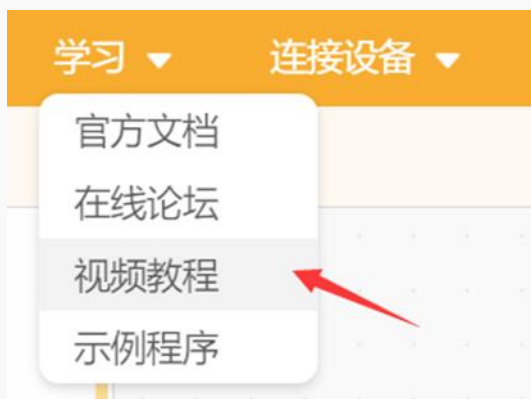 学习 连接设备
官方文档
在线论坛
视频教程
示例程序